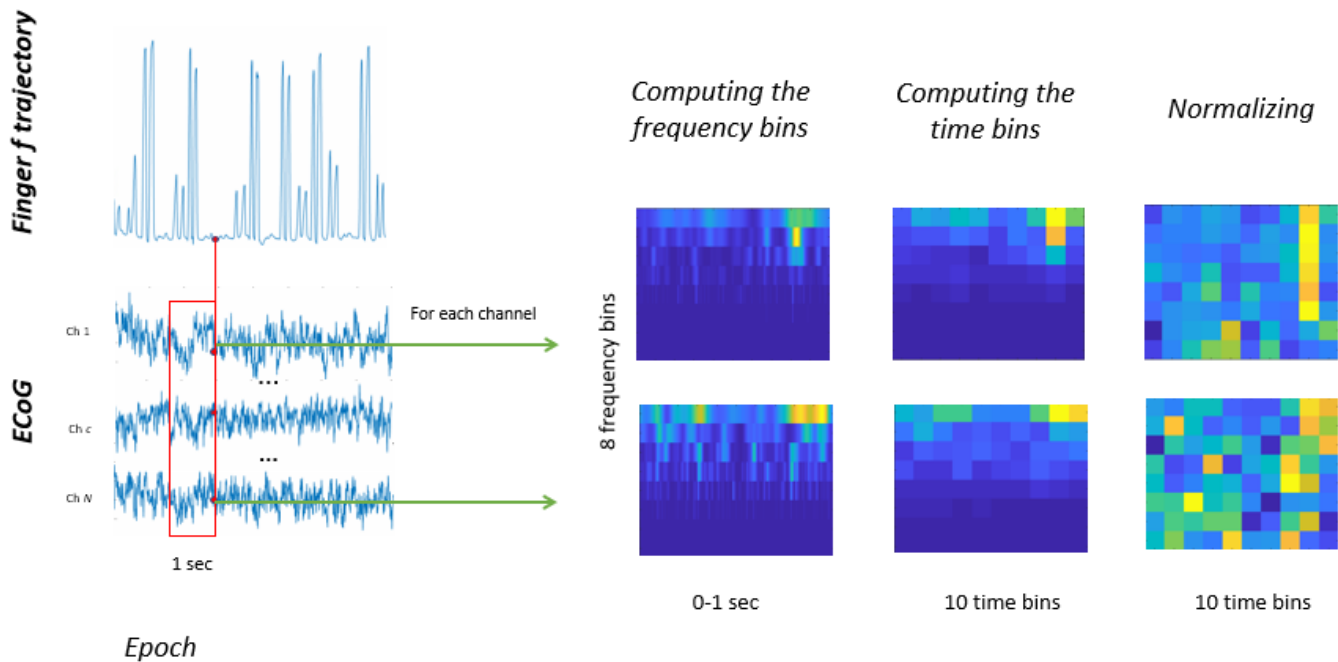 Finger f trajectory
Computing the
frequency bins
Computing the
time bins
Normalizing
ECoG
Ch 1
...
Ch c
...
Ch N
For each channel
8 frequency bins
1 sec
0-1 sec
10 time bins
10 time bins
Epoch